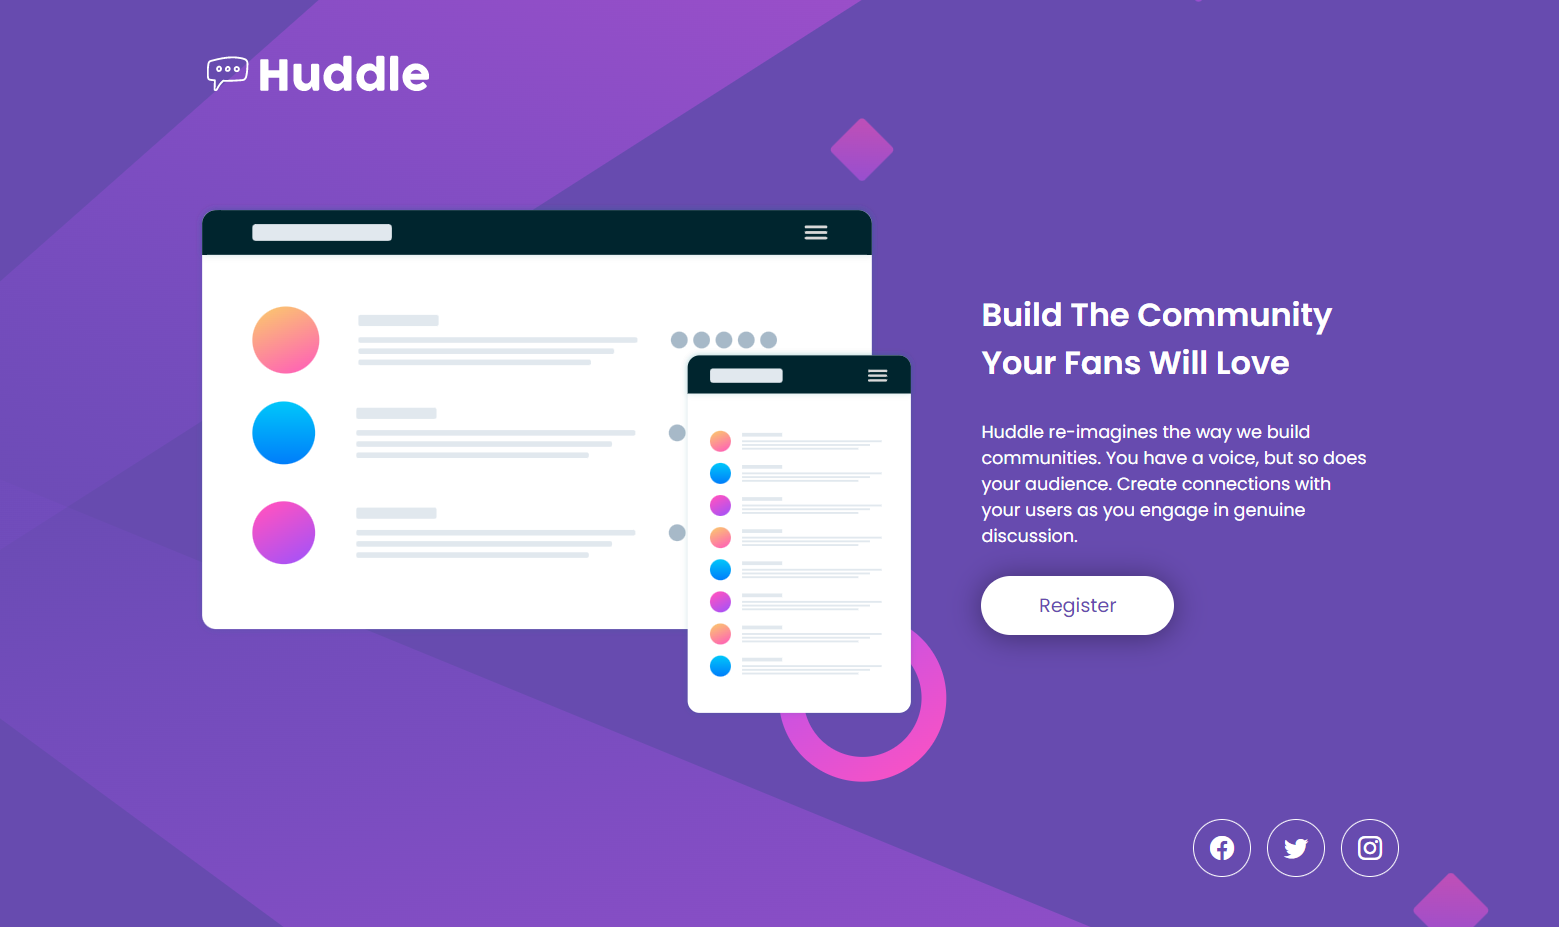 Huddle
Build The Community
Your Fans Will Love
Huddle re-imagines the way we build
communities. You have a voice, but so does
your audience. Create connections with
your users as you engage in genuine
discussion.
Register